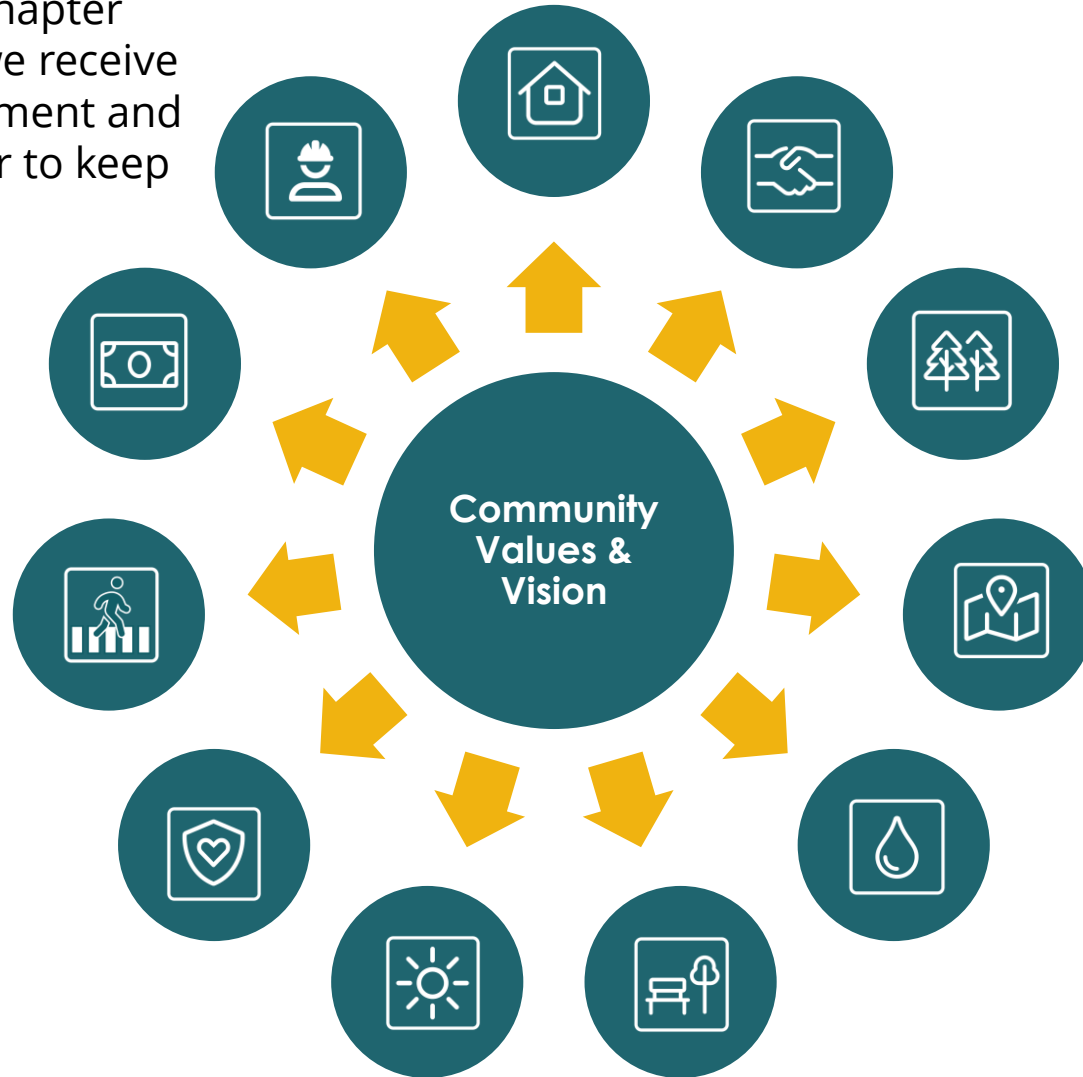 hapter
ve receive
ment and
r to keep
Community
Values &
Vision